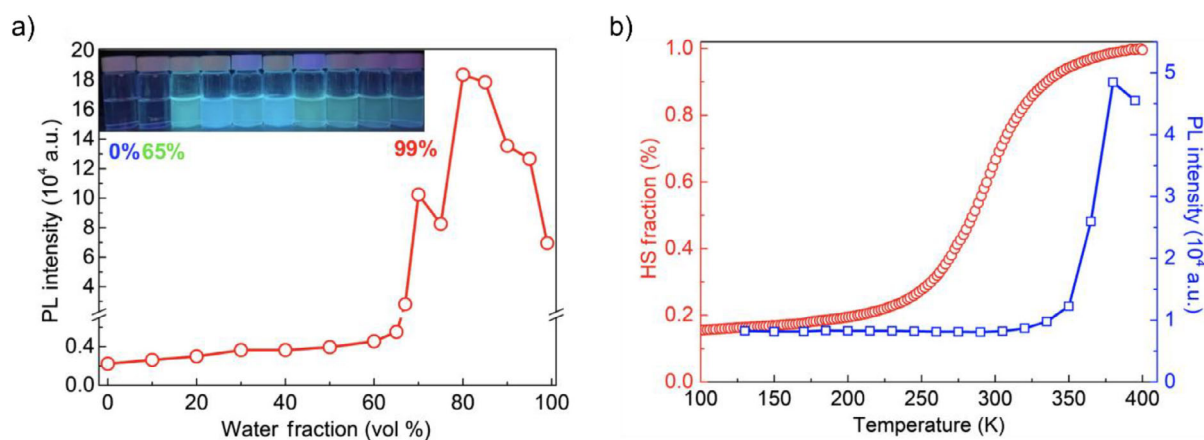 a)
20
18
16
14
12
10
8
6
4
0.4
0.0
PL intensity (10⁴ a.u.)
0% 65% 99%
0 20 40 60 80 100
Water fraction (vol %)
b)
1.0
0.8
0.6
0.4
0.2
0.0
HS fraction (%)
5
4
3
2
1
0
PL intensity (10⁴ a.u.)
100 150 200 250 300 350 400
Temperature (K)